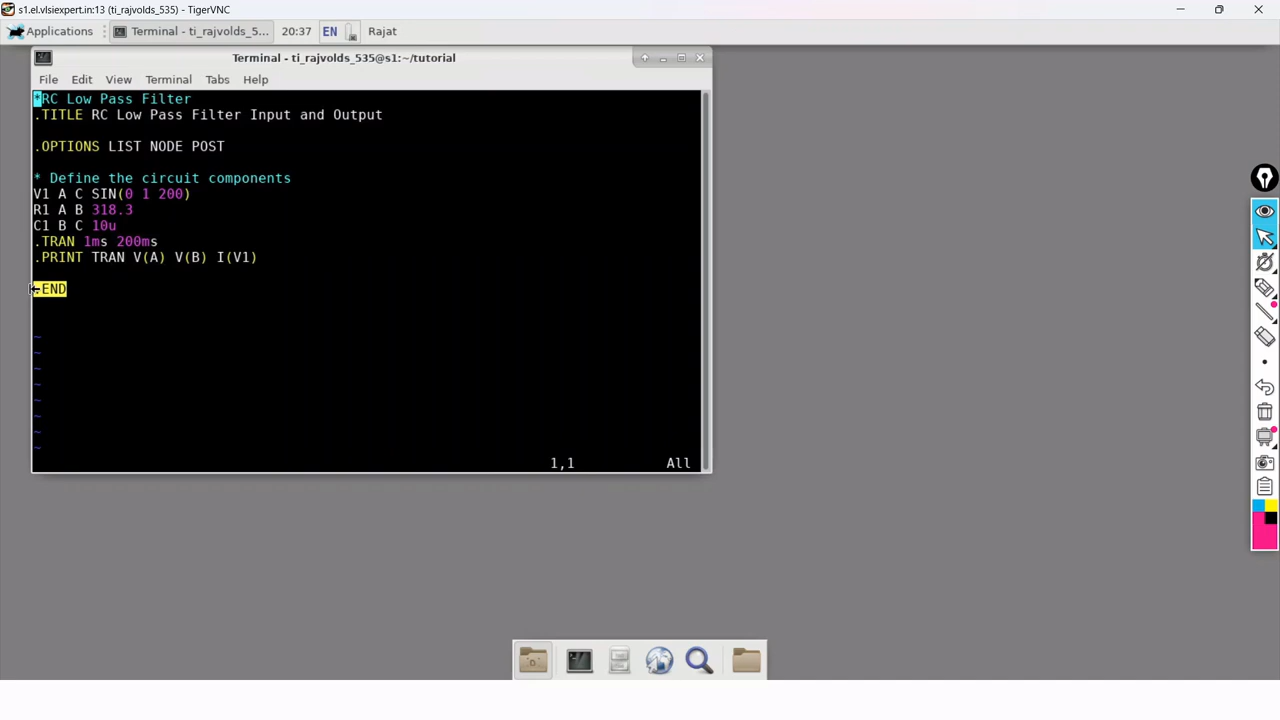 s1.el.vlsiexpert.in:13 (ti_rajvolds_535) - TigerVNC
Applications
Terminal - ti_rajvolds_5...
20:37
EN
Rajat
Terminal - ti_rajvolds_535@s1:~/tutorial
File Edit View Terminal Tabs Help
*RC Low Pass Filter
.TITLE RC Low Pass Filter Input and Output
.OPTIONS LIST NODE POST
* Define the circuit components
V1 A C SIN(0 1 200)
R1 A B 318.3
C1 B C 10u
.TRAN 1ms 200ms
.PRINT TRAN V(A) V(B) I(V1)
.END
~
~
~
~
~
~
~
~
1,1 All